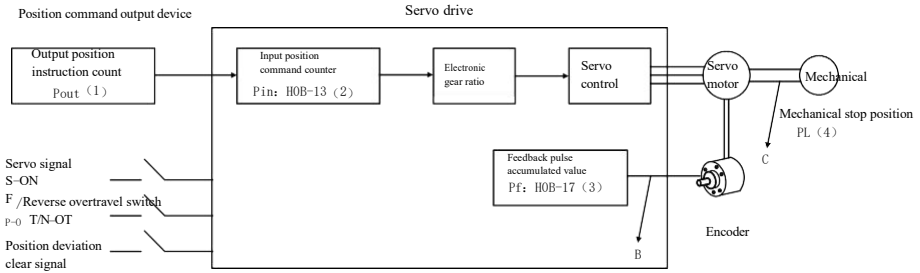 Position command output device
Servo drive
Output position
instruction count
Pout (1)
Input position
command counter
Pin: H0B-13 (2)
Electronic
gear ratio
Servo
control
Servo
motor
Mechanical
Mechanical stop position
PL (4)
C
Servo signal
S-ON
F /Reverse overtravel switch
P-O T/N-OT
Position deviation
clear signal
Feedback pulse
accumulated value
Pf: H0B-17 (3)
B
Encoder